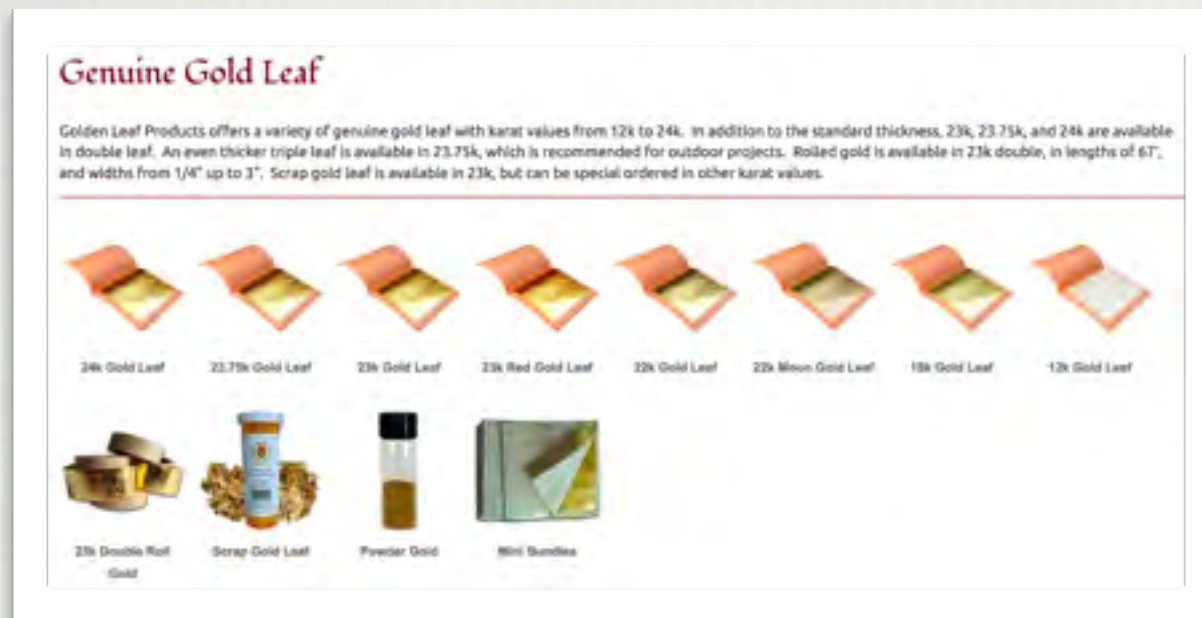 Genuine Gold Leaf
Golden Leaf Products offers a variety of genuine gold leaf with karat values from 12k to 24k. In addition to the standard thickness, 23k, 23.75k, and 24k are available
in double leaf. An even thicker triple leaf is available in 23.75k, which is recommended for outdoor projects. Rolled gold is available in 23k double, in lengths of 67',
and widths from 1/4" up to 3". Scrap gold leaf is available in 23k, but can be special ordered in other karat values.
24k Gold Leaf 23.75k Gold Leaf 23k Gold Leaf 23k Red Gold Leaf 22k Gold Leaf 22k Moon Gold Leaf 18k Gold Leaf 12k Gold Leaf
23k Double Roll Scrap Gold Leaf Powder Gold Mini Bundles
Gold